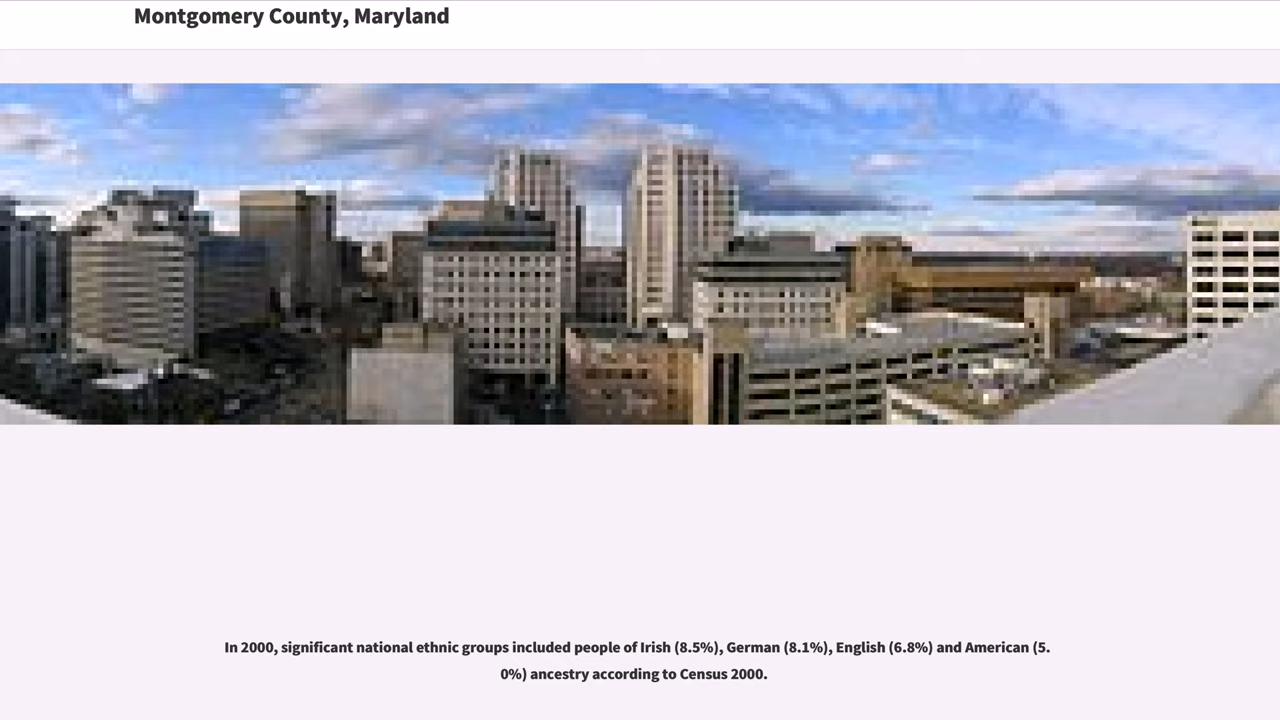 Montgomery County, Maryland
In 2000, significant national ethnic groups included people of Irish (8.5%), German (8.1%), English (6.8%) and American (5.
0%) ancestry according to Census 2000.